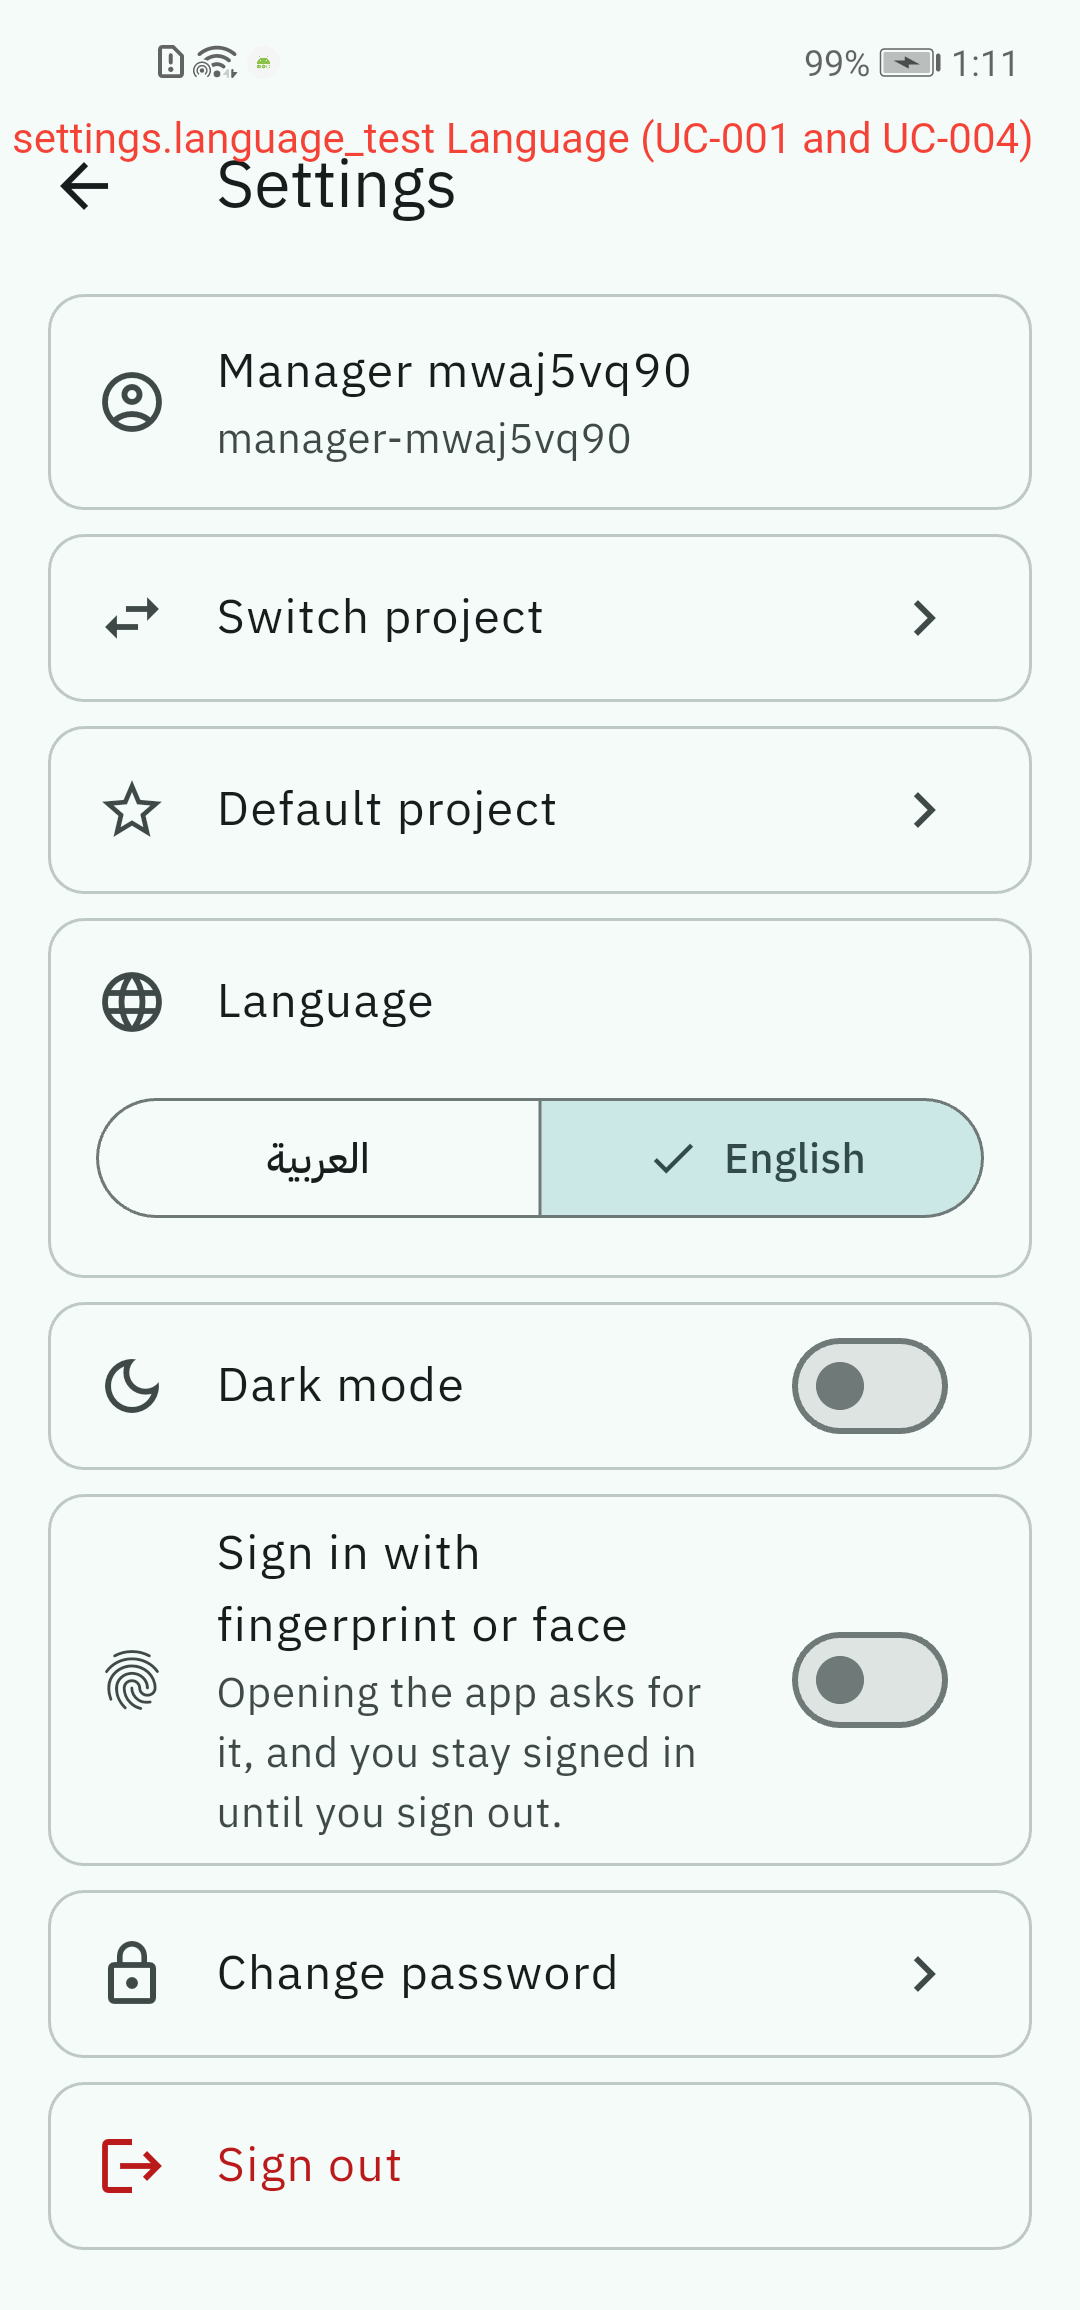 99% 1:11
settings.language_test Language (UC-001 and UC-004)
Settings
Manager mwaj5vq90
manager-mwaj5vq90
Switch project
Default project
Language
العربية
English
Dark mode
Sign in with
fingerprint or face
Opening the app asks for
it, and you stay signed in
until you sign out.
Change password
Sign out